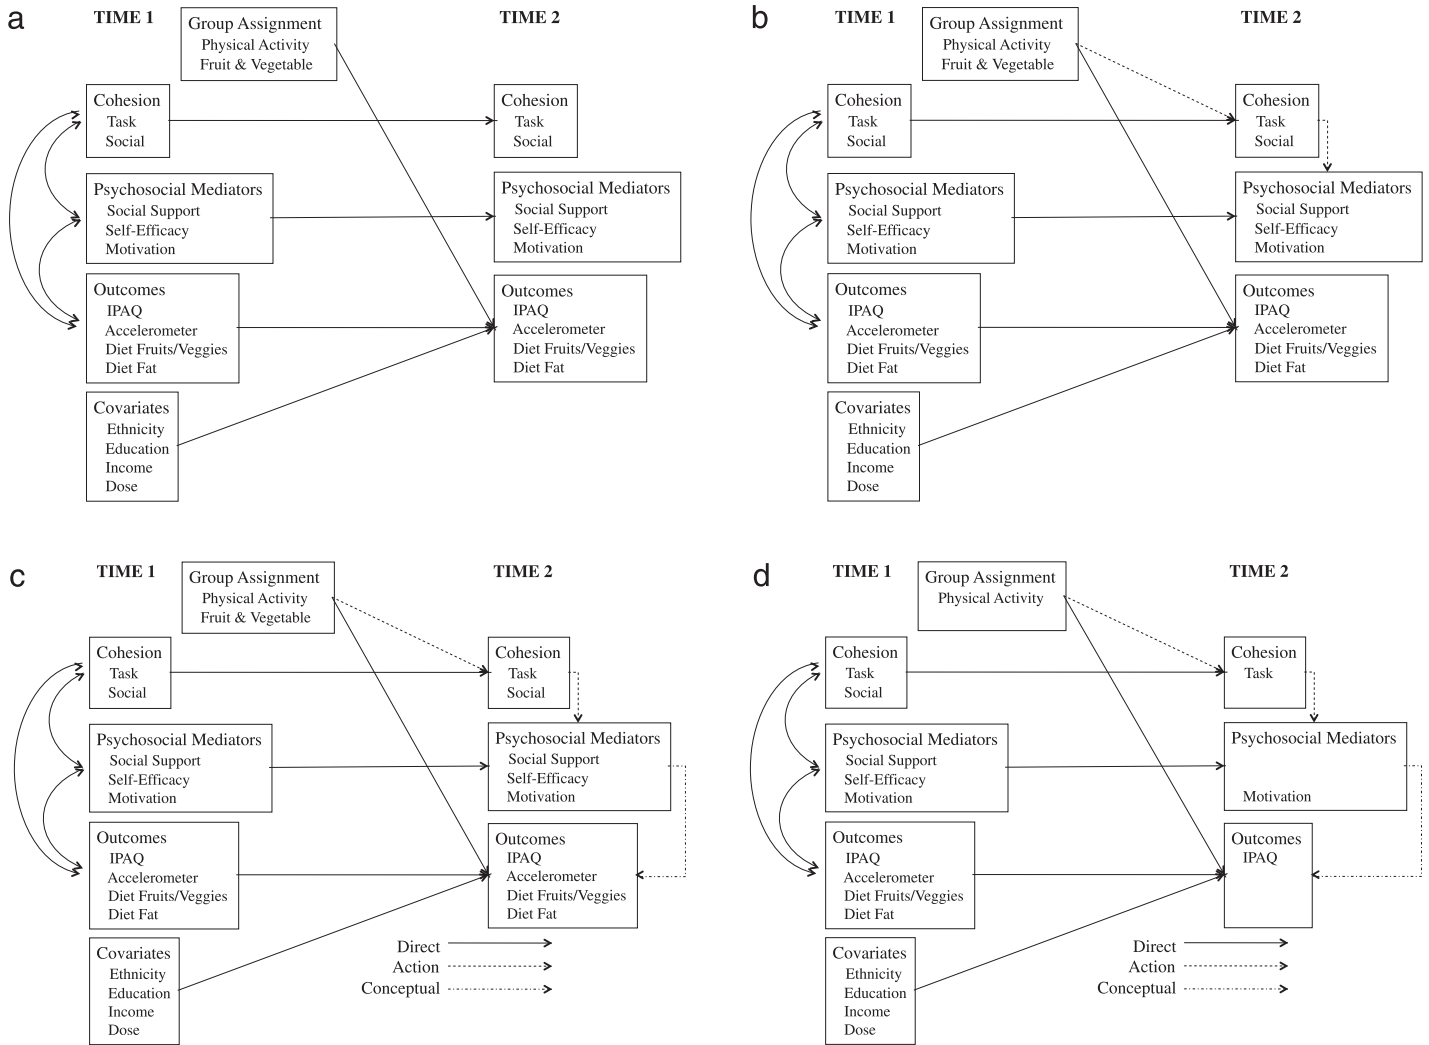 a
TIME 1
Group Assignment
Physical Activity
Fruit & Vegetable
TIME 2
Cohesion
Task
Social
Psychosocial Mediators
Social Support
Self-Efficacy
Motivation
Outcomes
IPAQ
Accelerometer
Diet Fruits/Veggies
Diet Fat
Covariates
Ethnicity
Education
Income
Dose
Cohesion
Task
Social
Psychosocial Mediators
Social Support
Self-Efficacy
Motivation
Outcomes
IPAQ
Accelerometer
Diet Fruits/Veggies
Diet Fat
b
TIME 1
Group Assignment
Physical Activity
Fruit & Vegetable
TIME 2
Cohesion
Task
Social
Psychosocial Mediators
Social Support
Self-Efficacy
Motivation
Outcomes
IPAQ
Accelerometer
Diet Fruits/Veggies
Diet Fat
Covariates
Ethnicity
Education
Income
Dose
Cohesion
Task
Social
Psychosocial Mediators
Social Support
Self-Efficacy
Motivation
Outcomes
IPAQ
Accelerometer
Diet Fruits/Veggies
Diet Fat
c
TIME 1
Group Assignment
Physical Activity
Fruit & Vegetable
TIME 2
Cohesion
Task
Social
Psychosocial Mediators
Social Support
Self-Efficacy
Motivation
Outcomes
IPAQ
Accelerometer
Diet Fruits/Veggies
Diet Fat
Covariates
Ethnicity
Education
Income
Dose
Cohesion
Task
Social
Psychosocial Mediators
Social Support
Self-Efficacy
Motivation
Outcomes
IPAQ
Accelerometer
Diet Fruits/Veggies
Diet Fat
Direct
Action
Conceptual
d
TIME 1
Group Assignment
Physical Activity
TIME 2
Cohesion
Task
Social
Psychosocial Mediators
Social Support
Self-Efficacy
Motivation
Outcomes
IPAQ
Accelerometer
Diet Fruits/Veggies
Diet Fat
Covariates
Ethnicity
Education
Income
Dose
Cohesion
Task
Psychosocial Mediators
Motivation
Outcomes
IPAQ
Direct
Action
Conceptual